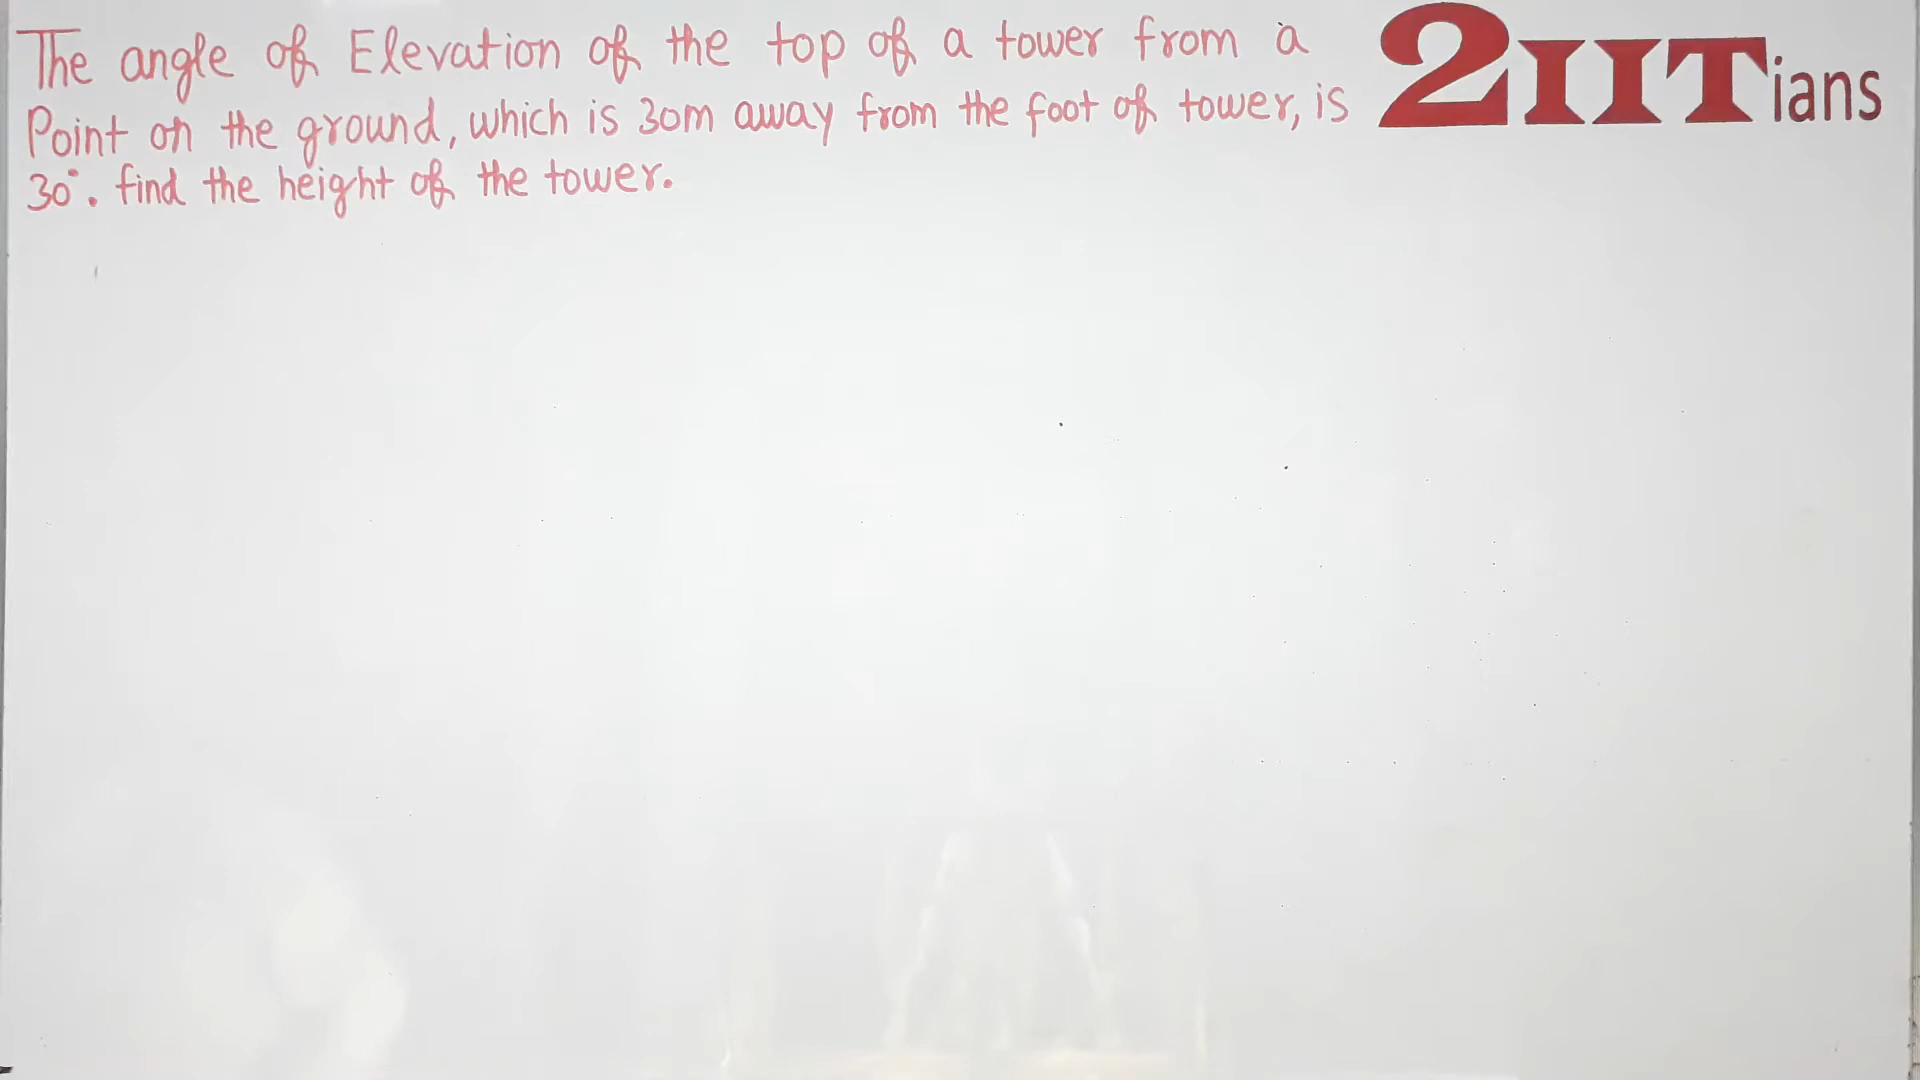 The angle of Elevation of the top of a tower from a
Point on the ground, which is 30m away from the foot of tower, is
30°. find the height of the tower.
2IITians